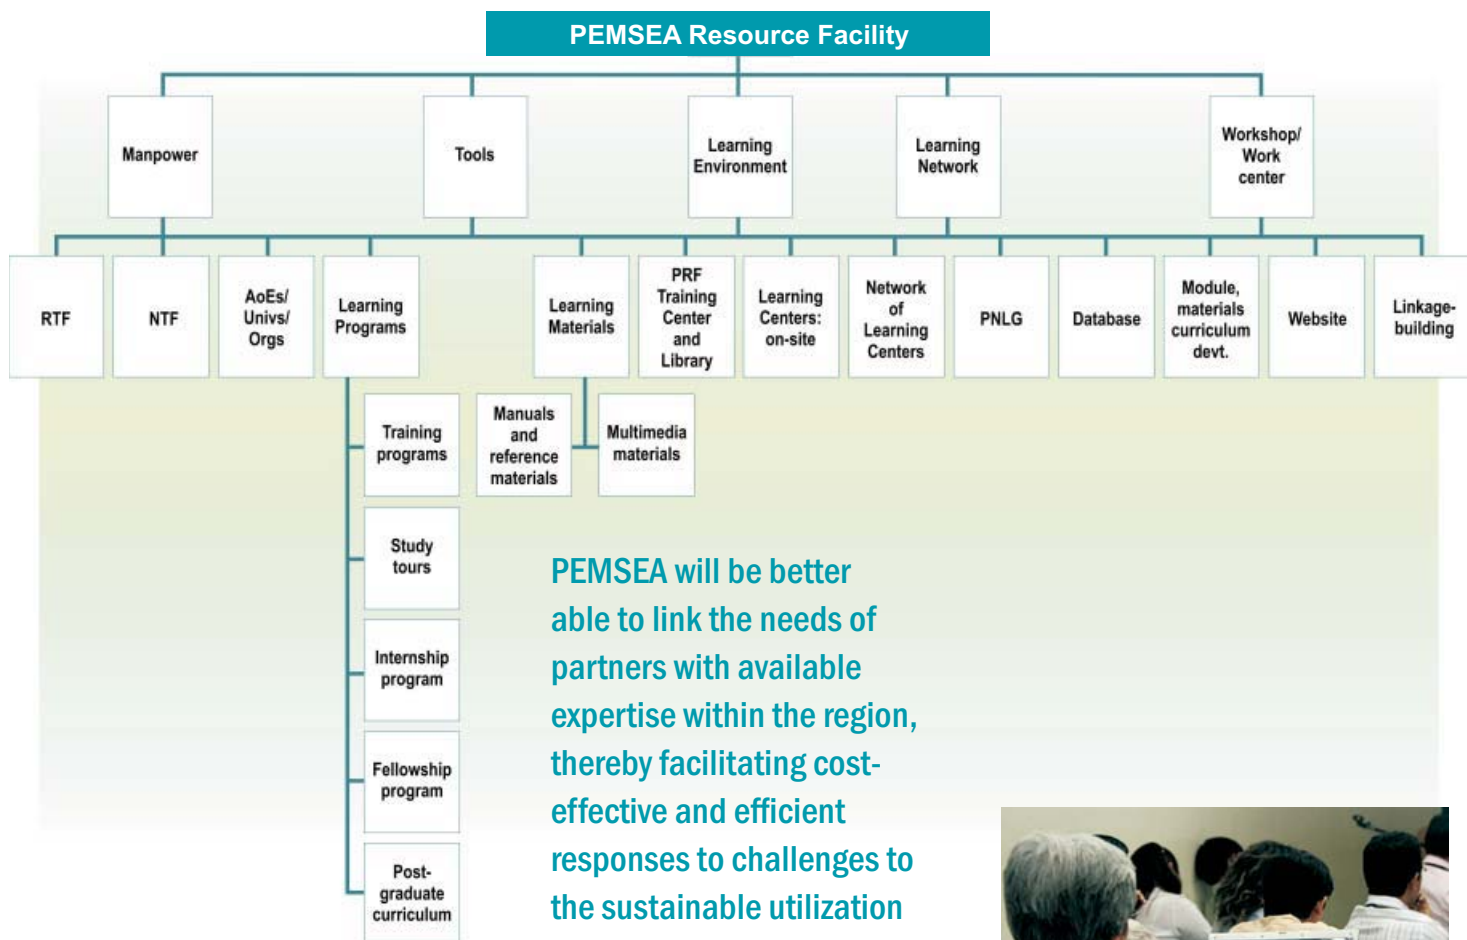 PEMSEA Resource Facility
Manpower
Tools
Learning
Environment
Learning
Network
Workshop/
Work
center
RTF
NTF
AoEs/
Univs/
Orgs
Learning
Programs
Learning
Materials
PRF
Training
Center
and
Library
Learning
Centers:
on-site
Network
of
Learning
Centers
PNLG
Database
Module,
materials
curriculum
devt.
Website
Linkage-
building
Training
programs
Manuals
and
reference
materials
Multimedia
materials
Study
tours
Internship
program
Fellowship
program
Post-
graduate
curriculum
PEMSEA will be better
able to link the needs of
partners with available
expertise within the region,
thereby facilitating cost-
effective and efficient
responses to challenges to
the sustainable utilization